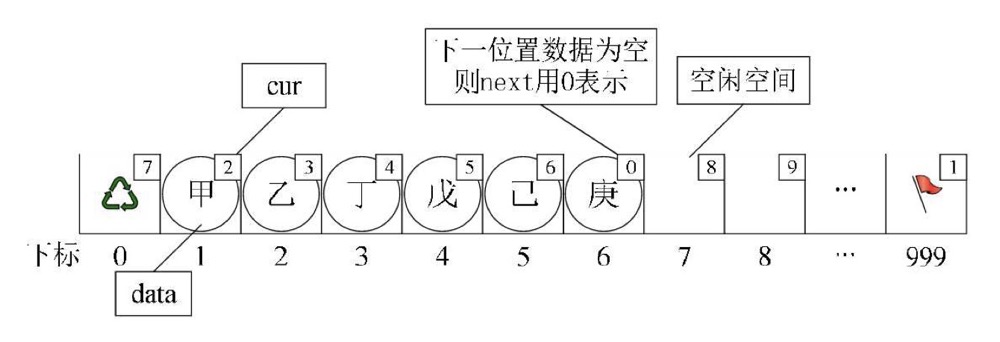 下一位置数据为空
则next用0表示
cur
空闲空间
7 2 3 4 5 6 0 8 9 1
甲 乙 丁 戊 己 庚 …
下标 0 1 2 3 4 5 6 7 8 … 999
data